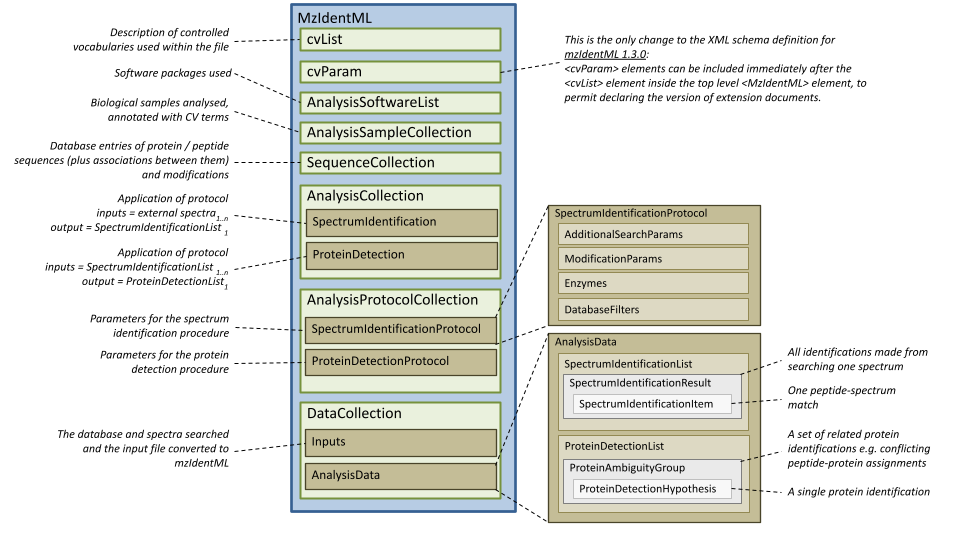 MzIdentML
Description of controlled
vocabularies used within the file
cvList
Software packages used
cvParam
This is the only change to the XML schema definition for
mzIdentML 1.3.0:
<cvParam> elements can be included immediately after the
<cvList> element inside the top level <MzIdentML> element, to
permit declaring the version of extension documents.
AnalysisSoftwareList
Biological samples analysed,
annotated with CV terms
AnalysisSampleCollection
Database entries of protein / peptide
sequences (plus associations between them)
and modifications
SequenceCollection
AnalysisCollection
Application of protocol
inputs = external spectra1..n
output = SpectrumIdentificationList 1
SpectrumIdentification
Application of protocol
inputs = SpectrumIdentificationList 1..n
output = ProteinDetectionList1
ProteinDetection
AnalysisProtocolCollection
Parameters for the spectrum
identification procedure
SpectrumIdentificationProtocol
Parameters for the protein
detection procedure
ProteinDetectionProtocol
DataCollection
The database and spectra searched
and the input file converted to
mzIdentML
Inputs
AnalysisData
SpectrumIdentificationProtocol
AdditionalSearchParams
ModificationParams
Enzymes
DatabaseFilters
AnalysisData
SpectrumIdentificationList
SpectrumIdentificationResult
SpectrumIdentificationItem
All identifications made from
searching one spectrum
One peptide-spectrum
match
ProteinDetectionList
ProteinAmbiguityGroup
ProteinDetectionHypothesis
A set of related protein
identifications e.g. conflicting
peptide-protein assignments
A single protein identification